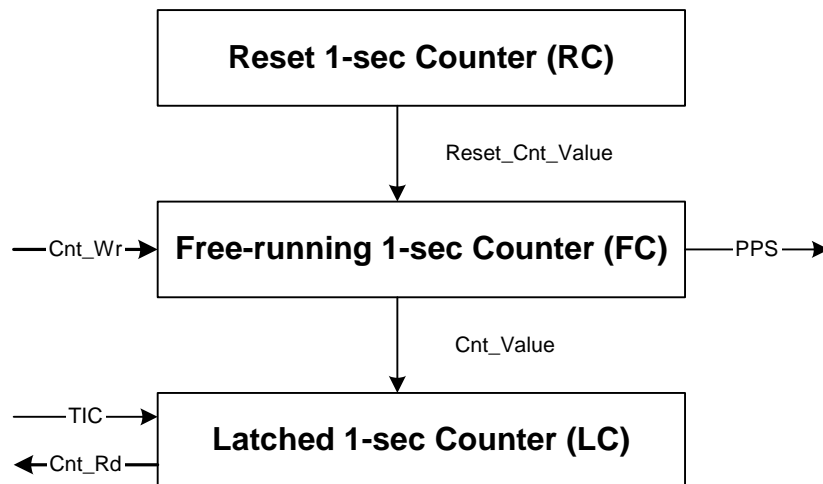 Reset 1-sec Counter (RC)
Reset_Cnt_Value
Cnt_Wr
Free-running 1-sec Counter (FC)
PPS
Cnt_Value
TIC
Latched 1-sec Counter (LC)
Cnt_Rd